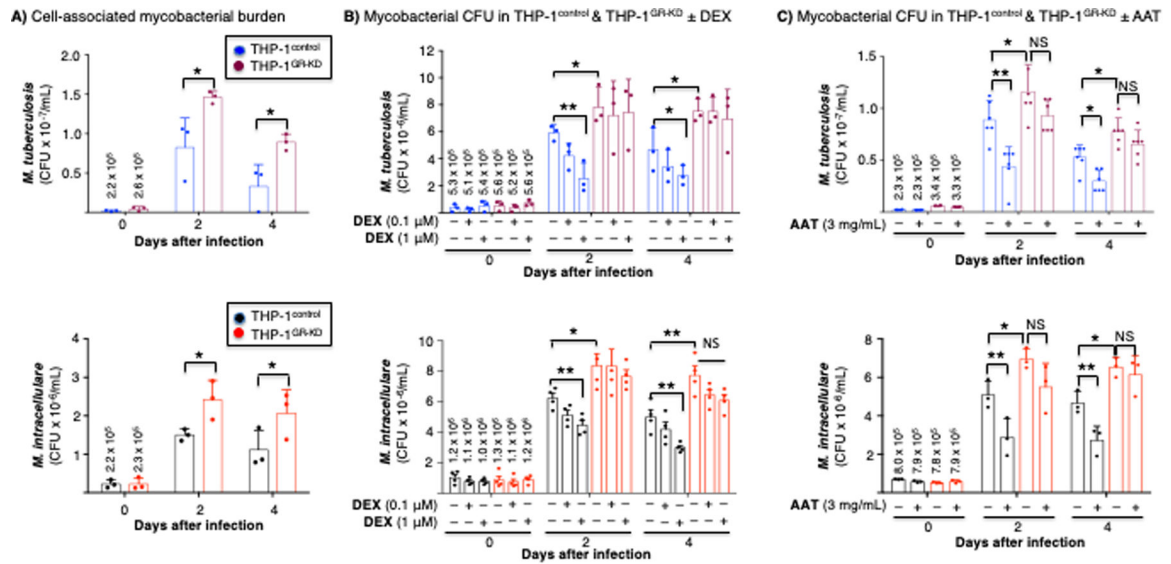 A) Cell-associated mycobacterial burden
THP-1control
THP-1GR-KD
M. tuberculosis
(CFU x 10-7/mL)
2.0
1.5
1.0
0.5
2.2 x 105
2.6 x 105
*
*
0 2 4
Days after infection
THP-1control
THP-1GR-KD
M. intracellulare
(CFU x 10-6/mL)
4
3
2
1
2.2 x 105
2.3 x 105
*
*
0 2 4
Days after infection
B) Mycobacterial CFU in THP-1control & THP-1GR-KD ± DEX
M. tuberculosis
(CFU x 10-6/mL)
12
10
8
6
4
2
5.3 x 105
5.1 x 105
5.4 x 105
5.6 x 105
5.2 x 105
5.6 x 105
*
**
*
*
DEX (0.1 μM) – + – – + – – + – – + – – + – – + –
DEX (1 μM) – – + – – + – – + – – + – – + – – +
0 2 4
Days after infection
M. intracellulare
(CFU x 10-6/mL)
10
8
6
4
2
1.2 x 106
1.1 x 106
1.0 x 106
1.3 x 106
1.1 x 106
1.2 x 106
*
**
**
**
NS
DEX (0.1 μM) – + – – + – – + – – + – – + – – + –
DEX (1 μM) – – + – – + – – + – – + – – + – – +
0 2 4
Days after infection
C) Mycobacterial CFU in THP-1control & THP-1GR-KD ± AAT
M. tuberculosis
(CFU x 10-7/mL)
1.5
1.0
0.5
2.3 x 105
2.3 x 105
3.4 x 105
3.3 x 105
* NS
**
* NS
*
AAT (3 mg/mL) – + – + – + – + – + – +
0 2 4
Days after infection
M. intracellulare
(CFU x 106/mL)
8
6
4
2
8.0 x 105
7.9 x 105
7.8 x 105
7.9 x 105
* NS
**
* NS
**
AAT (3 mg/mL) – + – + – + – + – + – +
0 2 4
Days after infection